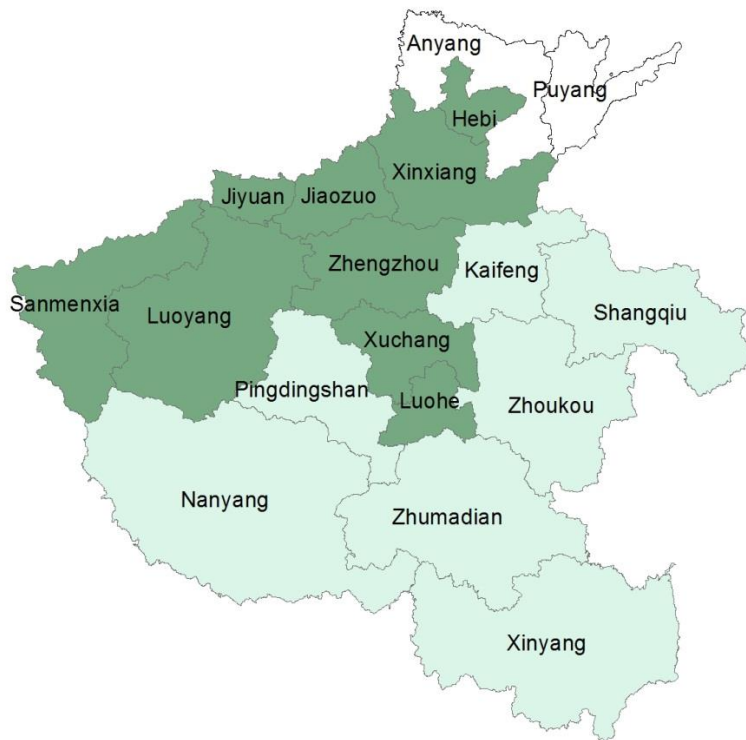 Anyang
Puyang
Hebi
Xinxiang
Jiyuan
Jiaozuo
Zhengzhou
Kaifeng
Sanmenxia
Luoyang
Shangqiu
Xuchang
Pingdingshan
Luohe
Zhoukou
Nanyang
Zhumadian
Xinyang